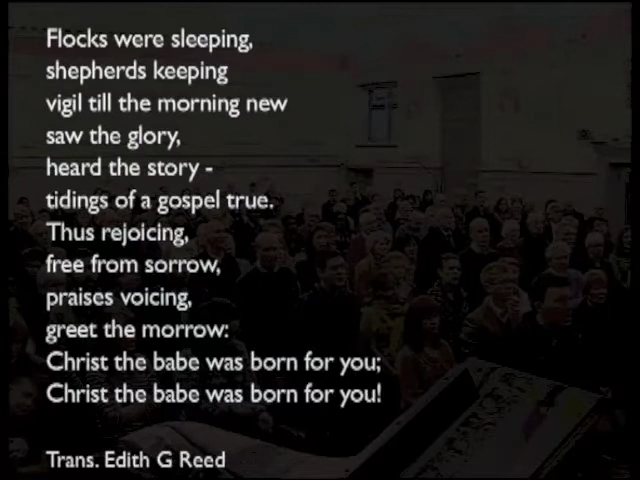 Flocks were sleeping,
shepherds keeping
vigil till the morning new
saw the glory,
heard the story -
tidings of a gospel true.
Thus rejoicing,
free from sorrow,
praises voicing,
greet the morrow:
Christ the babe was born for you;
Christ the babe was born for you!
Trans. Edith G Reed